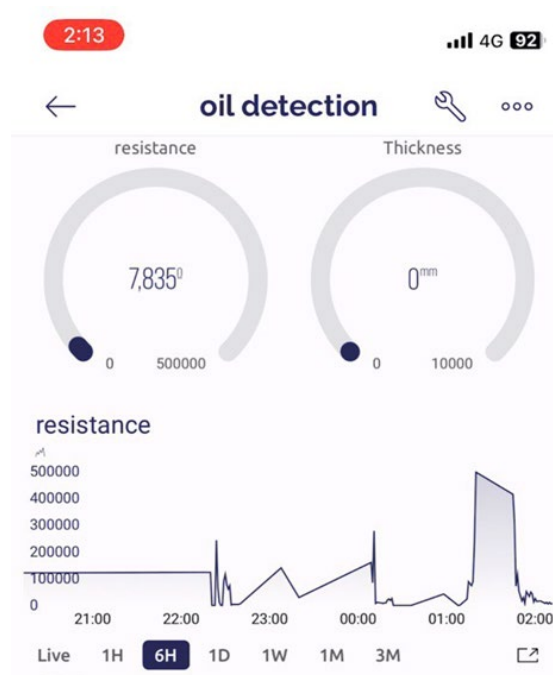 2:13
4G 92
oil detection
resistance Thickness
7,835⁰ 0mm
0 500000 0 10000
resistance
500000
400000
300000
200000
100000
0
21:00 22:00 23:00 00:00 01:00 02:00
Live 1H 6H 1D 1W 1M 3M